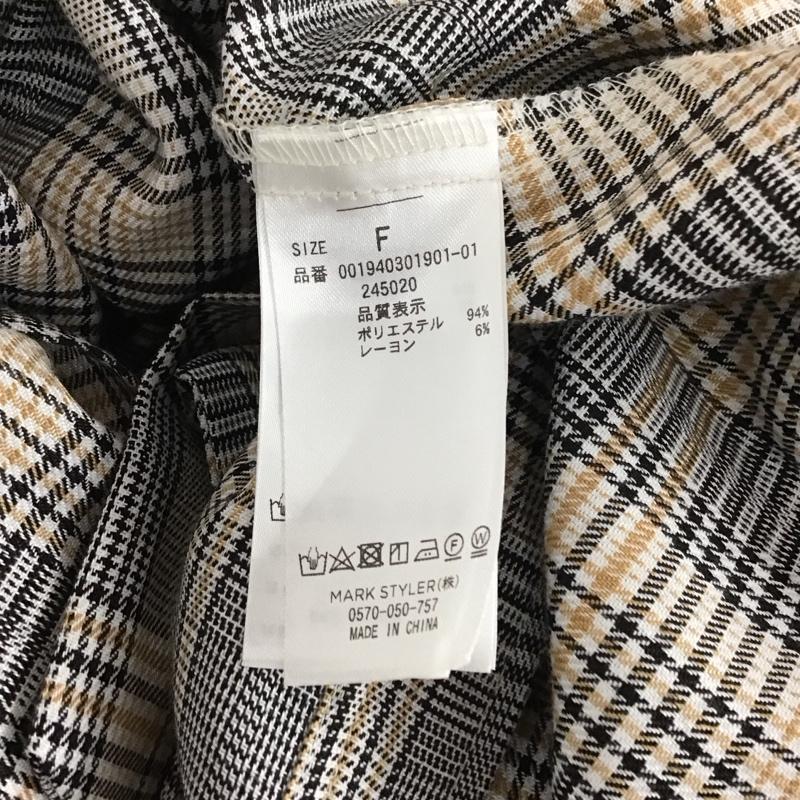 SIZE F
品番 001940301901-01
245020
品質表示
ポリエステル 94%
レーヨン 6%
F W
MARK STYLER(株)
0570-050-757
MADE IN CHINA